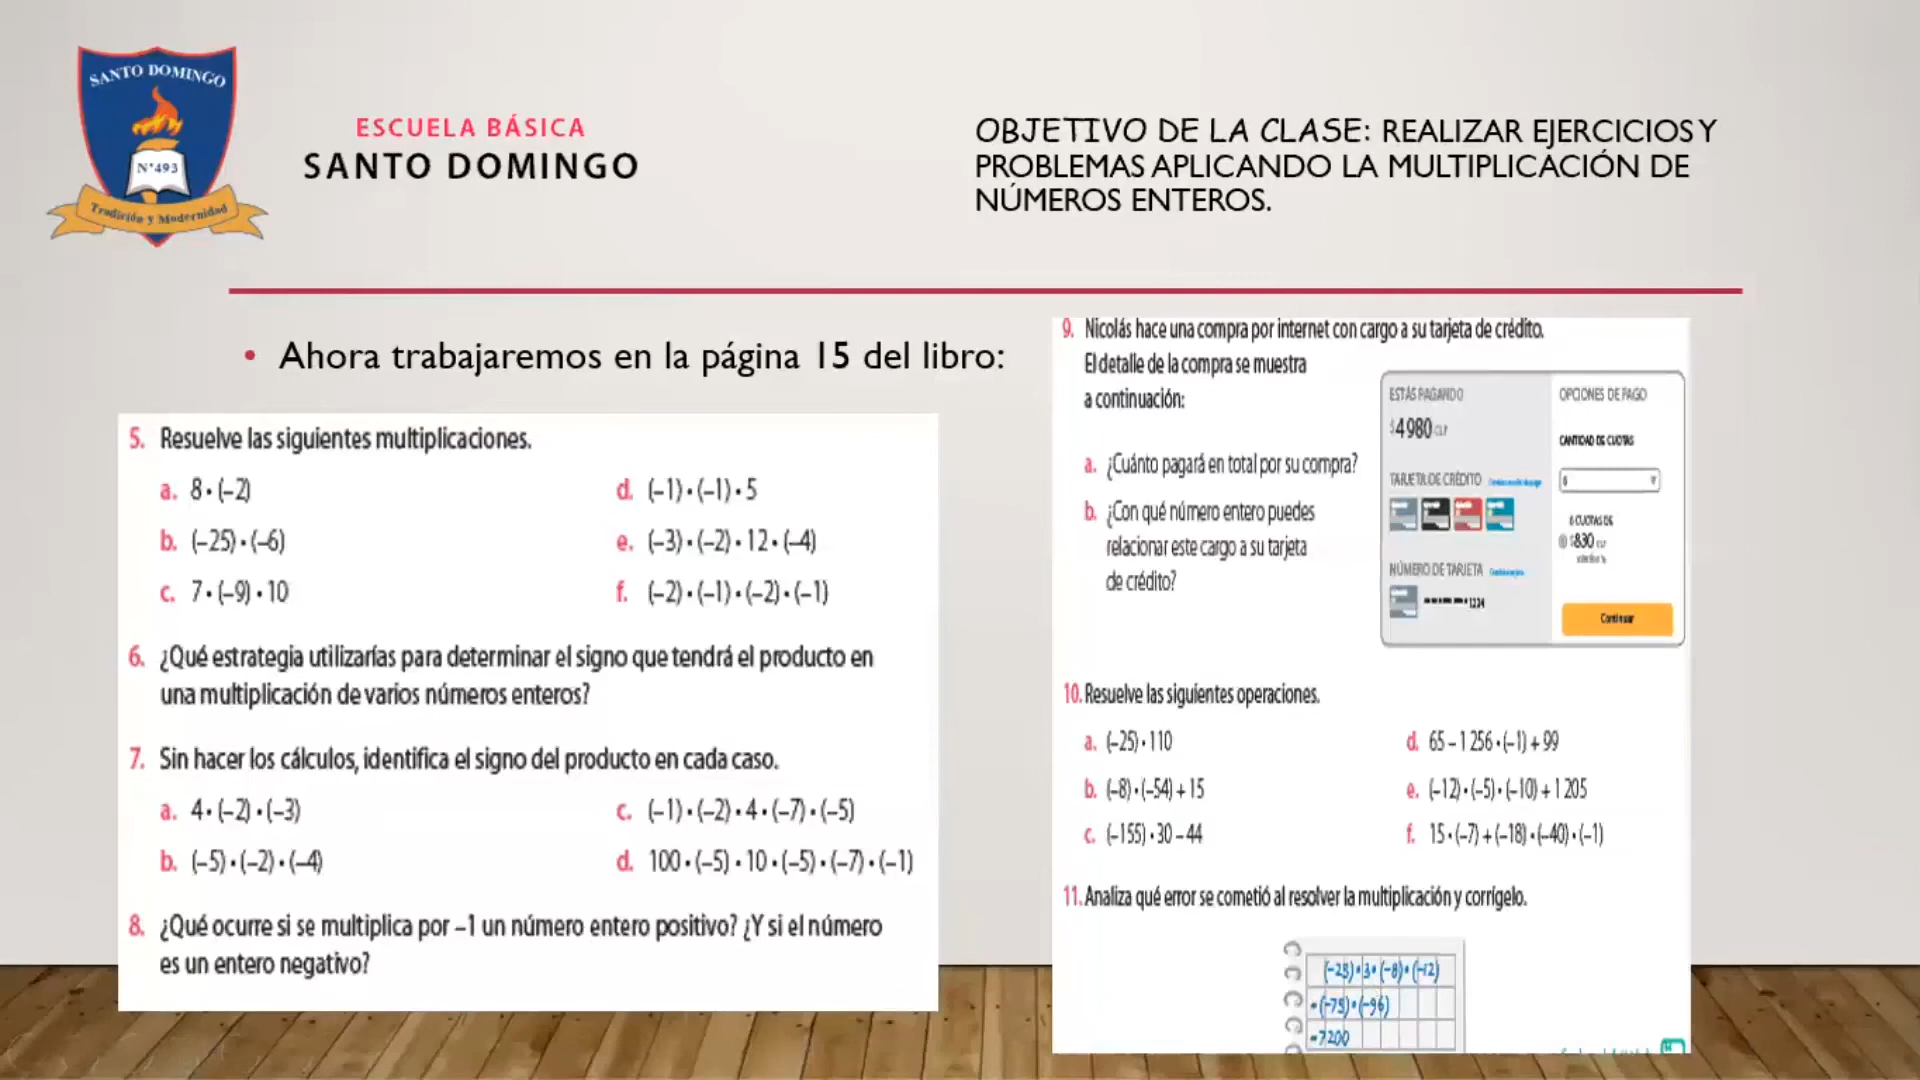 SANTO DOMINGO
N°493
Tradición y Modernidad
ESCUELA BÁSICA
SANTO DOMINGO
OBJETIVO DE LA CLASE: REALIZAR EJERCICIOS Y
PROBLEMAS APLICANDO LA MULTIPLICACIÓN DE
NÚMEROS ENTEROS.
• Ahora trabajaremos en la página 15 del libro:
5. Resuelve las siguientes multiplicaciones.
a. 8 • (–2)
d. (–1) • (–1) • 5
b. (–25) • (–6)
e. (–3) • (–2) • 12 • (–4)
c. 7 • (–9) • 10
f. (–2) • (–1) • (–2) • (–1)
6. ¿Qué estrategia utilizarías para determinar el signo que tendrá el producto en
una multiplicación de varios números enteros?
7. Sin hacer los cálculos, identifica el signo del producto en cada caso.
a. 4 • (–2) • (–3)
c. (–1) • (–2) • 4 • (–7) • (–5)
b. (–5) • (–2) • (–4)
d. 100 • (–5) • 10 • (–5) • (–7) • (–1)
8. ¿Qué ocurre si se multiplica por –1 un número entero positivo? ¿Y si el número
es un entero negativo?
9. Nicolás hace una compra por internet con cargo a su tarjeta de crédito.
El detalle de la compra se muestra
a continuación:
a. ¿Cuánto pagará en total por su compra?
b. ¿Con qué número entero puedes
relacionar este cargo a su tarjeta
de crédito?
ESTÁS PAGANDO
$4 980 CLP
TARJETA DE CRÉDITO
NÚMERO DE TARJETA
1234
OPCIONES DE PAGO
CANTIDAD DE CUOTAS
6
6 CUOTAS DE
$830 CLP
Continuar
10. Resuelve las siguientes operaciones.
a. (–25) • 110
d. 65 – 1 256 • (–1) + 99
b. (–8) • (–54) + 15
e. (–12) • (–5) • (–10) + 1 205
c. (–155) • 30 – 44
f. 15 • (–7) + (–18) • (–40) • (–1)
11. Analiza qué error se cometió al resolver la multiplicación y corrígelo.
(–25) • 3 • (–8) • (–12)
= (–75) • (–96)
= 7200